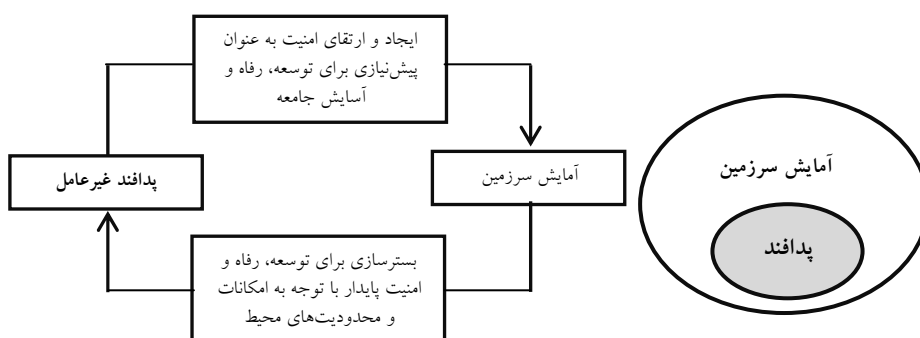 ایجاد و ارتقای امنیت به عنوان
پیش‌نیازی برای توسعه، رفاه و
آسایش جامعه
پدافند غیرعامل
آمایش سرزمین
بسترسازی برای توسعه، رفاه و
امنیت پایدار با توجه به امکانات
و محدودیت‌های محیط
آمایش سرزمین
پدافند